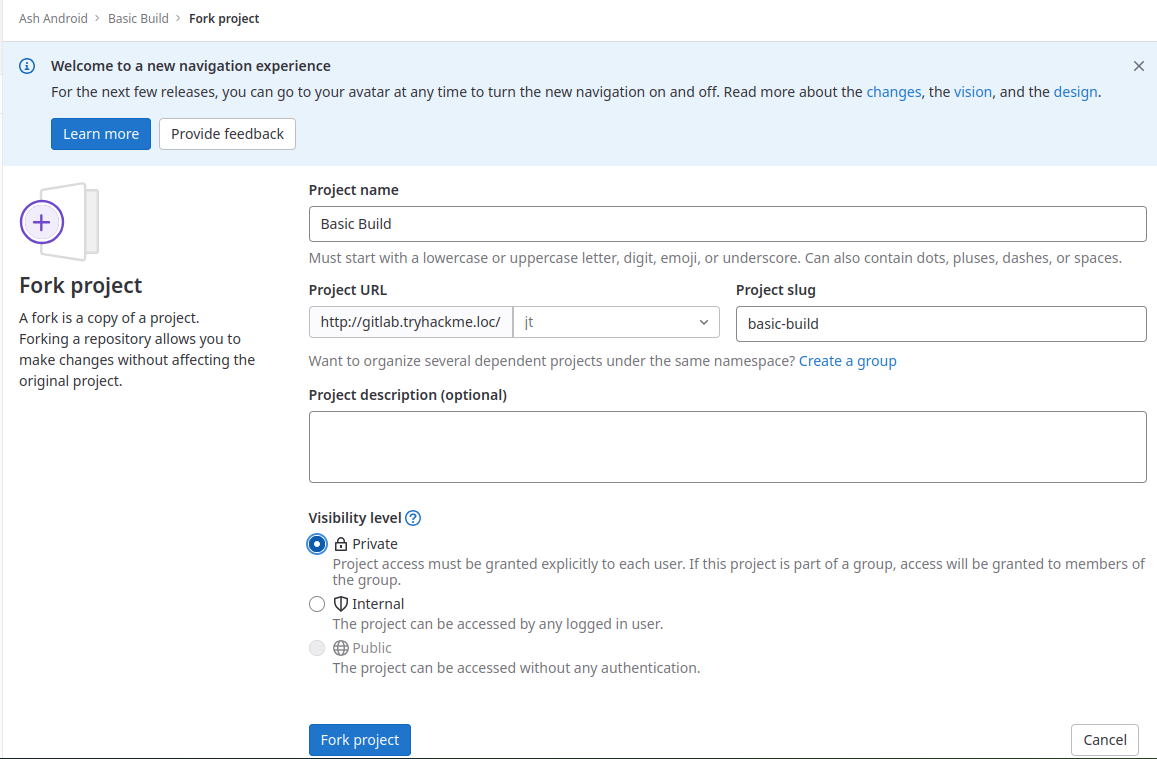 Ash Android › Basic Build › Fork project
Welcome to a new navigation experience
For the next few releases, you can go to your avatar at any time to turn the new navigation on and off. Read more about the changes, the vision, and the design.
Learn more Provide feedback
Fork project
A fork is a copy of a project.
Forking a repository allows you to
make changes without affecting the
original project.
Project name
Basic Build
Must start with a lowercase or uppercase letter, digit, emoji, or underscore. Can also contain dots, pluses, dashes, or spaces.
Project URL
http://gitlab.tryhackme.loc/ jt
Project slug
basic-build
Want to organize several dependent projects under the same namespace? Create a group
Project description (optional)
Visibility level
Private
Project access must be granted explicitly to each user. If this project is part of a group, access will be granted to members of
the group.
Internal
The project can be accessed by any logged in user.
Public
The project can be accessed without any authentication.
Fork project Cancel